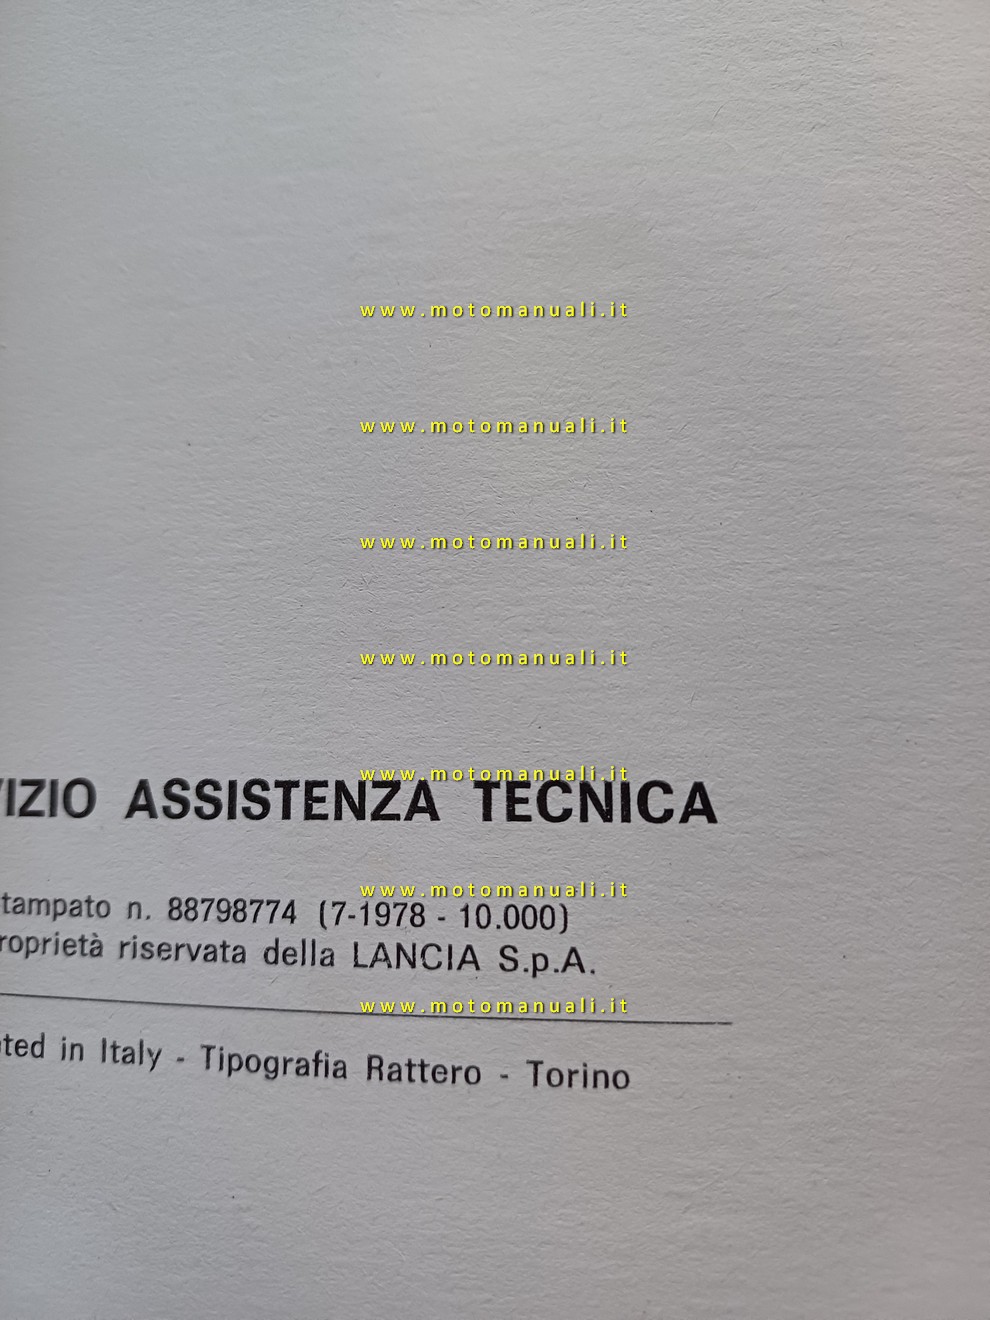 www.motomanuali.it
www.motomanuali.it
www.motomanuali.it
www.motomanuali.it
www.motomanuali.it
VIZIO ASSISTENZA TECNICA
www.motomanuali.it
tampato n. 88798774 (7-1978 - 10.000)
roprietà riservata della LANCIA S.p.A.
www.motomanuali.it
ted in Italy - Tipografia Rattero - Torino